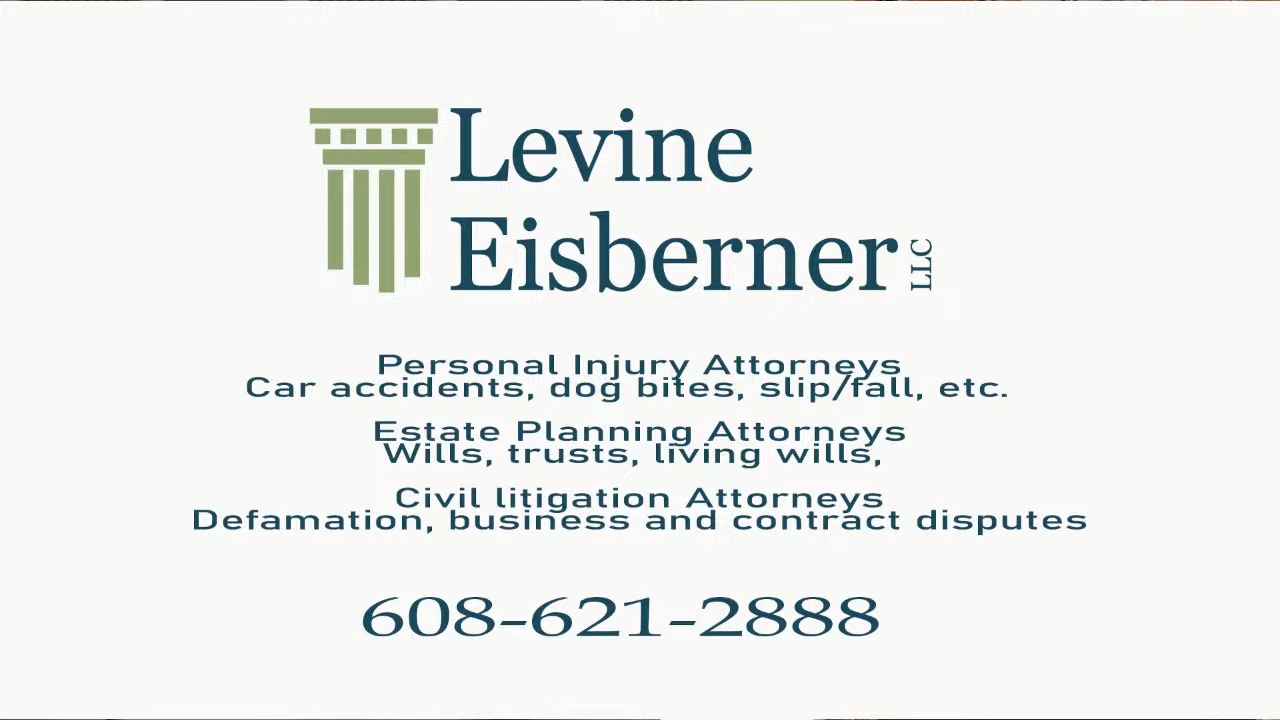 Levine
Eisberner LLC
Personal Injury Attorneys
Car accidents, dog bites, slip/fall, etc.
Estate Planning Attorneys
Wills, trusts, living wills,
Civil litigation Attorneys
Defamation, business and contract disputes
608-621-2888